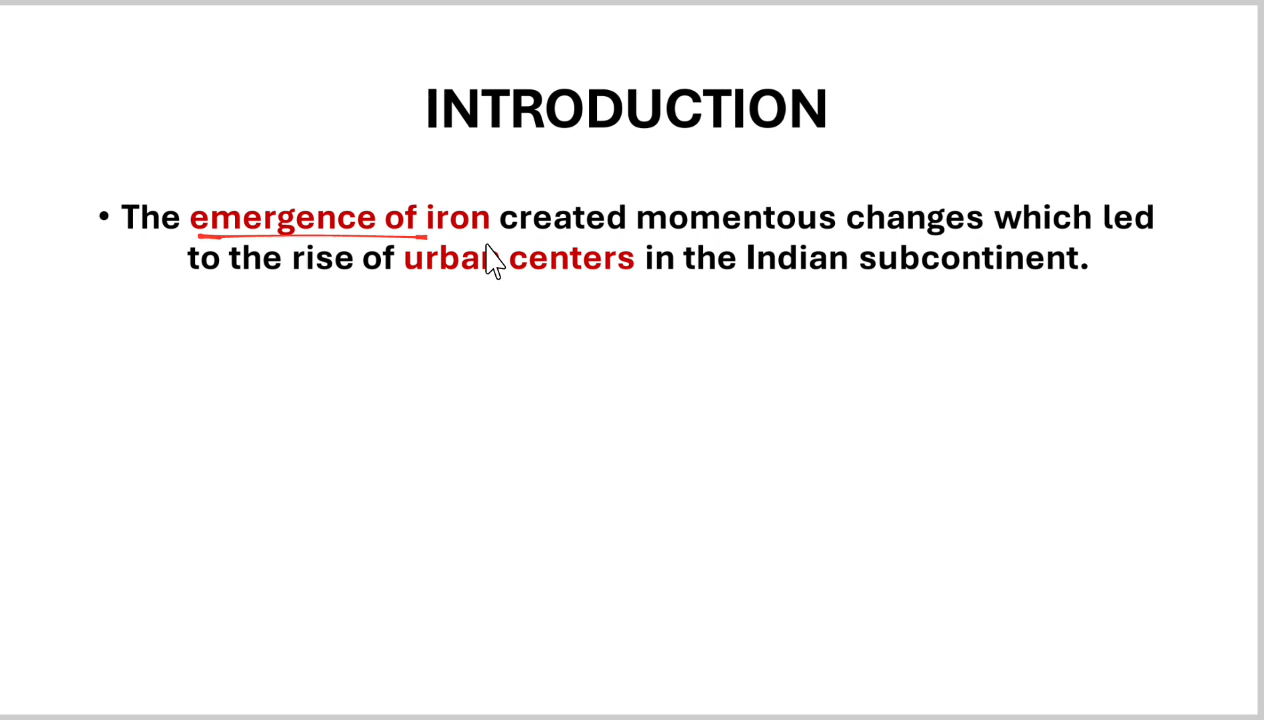 INTRODUCTION
• The emergence of iron created momentous changes which led
to the rise of urban centers in the Indian subcontinent.